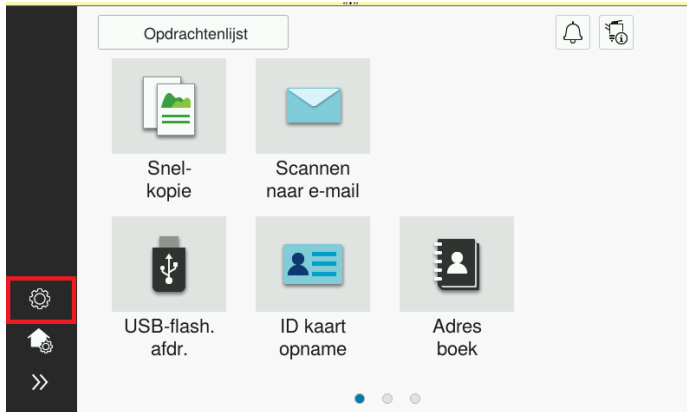 Opdrachtenlijst
Snel-
kopie
Scannen
naar e-mail
USB-flash.
afdr.
ID kaart
opname
Adres
boek